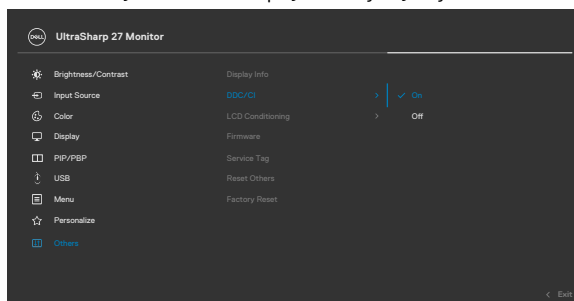 DELL
UltraSharp 27 Monitor
Brightness/Contrast
Display Info
Input Source
DDC/CI
On
Color
LCD Conditioning
Off
Display
Firmware
PIP/PBP
Service Tag
USB
Reset Others
Menu
Factory Reset
Personalize
Others
Exit